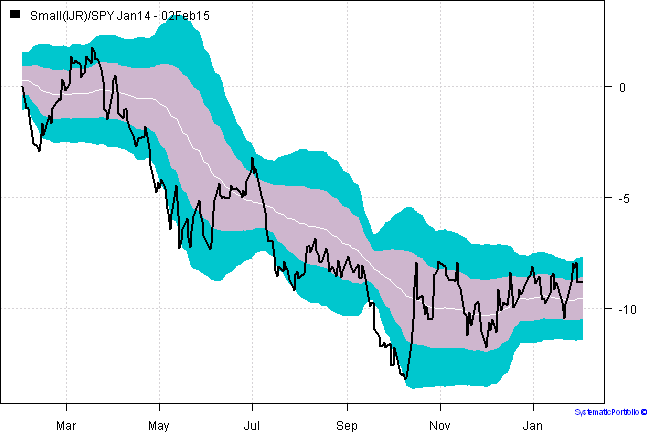 Small(IJR)/SPY Jan14 - 02Feb15
0
-5
-10
SystematicPortfolio ©
Mar May Jul Sep Nov Jan